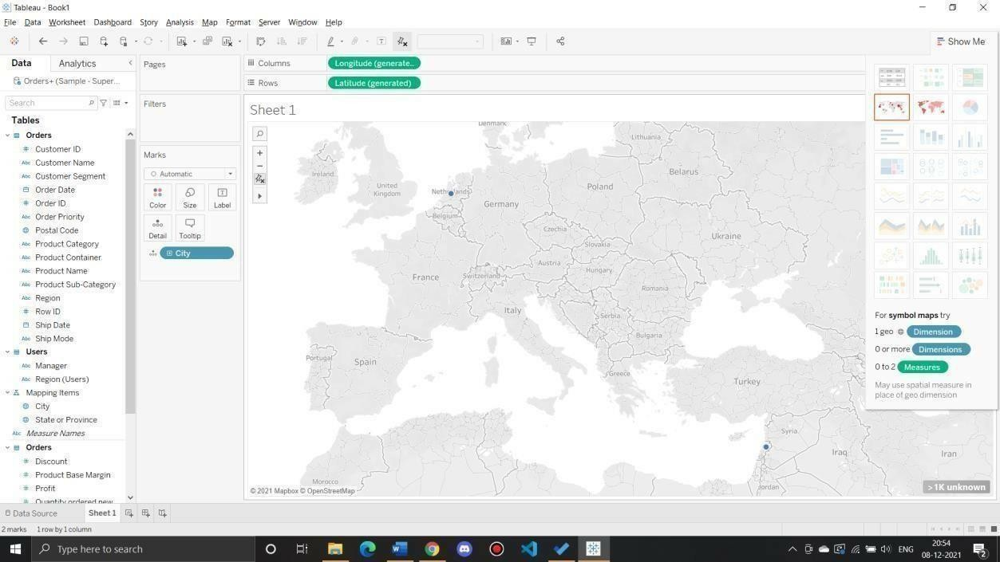 Tableau - Book1
File Data Worksheet Dashboard Story Analysis Map Format Server Window Help
Show Me
Data
Analytics
Pages
Columns
Longitude (generate..
Orders+ (Sample - Super...
Rows
Latitude (generated)
Search
Filters
Sheet 1
Tables
Orders
Customer ID
Customer Name
Customer Segment
Order Date
Order ID
Order Priority
Postal Code
Product Category
Product Container
Product Name
Product Sub-Category
Region
Row ID
Ship Date
Ship Mode
Users
Manager
Region (Users)
Mapping Items
City
State or Province
Measure Names
Orders
Discount
Product Base Margin
Profit
Quantity ordered new
Marks
Automatic
Color
Size
Label
Detail
Tooltip
City
Denmark
Lithuania
Ireland
United
Kingdom
Belarus
Netherlands
Poland
Germany
Belgium
Czechia
Ukraine
Slovakia
Austria
Hungary
France
Switzerland
Romania
Italy
Serbia
Bulgaria
Portugal
Spain
Greece
Turkey
Syria
Iraq
Iran
Morocco
Jordan
© 2021 Mapbox © OpenStreetMap
>1K unknown
For symbol maps try
1 geo Dimension
0 or more Dimensions
0 to 2 Measures
May use spatial measure in
place of geo dimension
Data Source
Sheet 1
2 marks 1 row by 1 column
Type here to search
ENG
20:54
08-12-2021
2